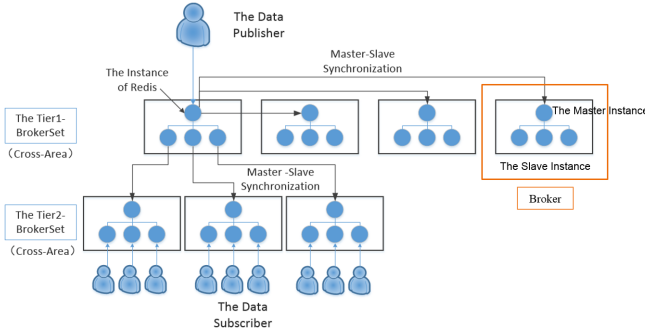 The Data
Publisher
Master-Slave
Synchronization
The Instance
of Redis
The Tier1-
BrokerSet
（Cross-Area）
The Master Instance
The Slave Instance
Broker
Master -Slave
Synchronization
The Tier2-
BrokerSet
（Cross-Area）
The Data
Subscriber